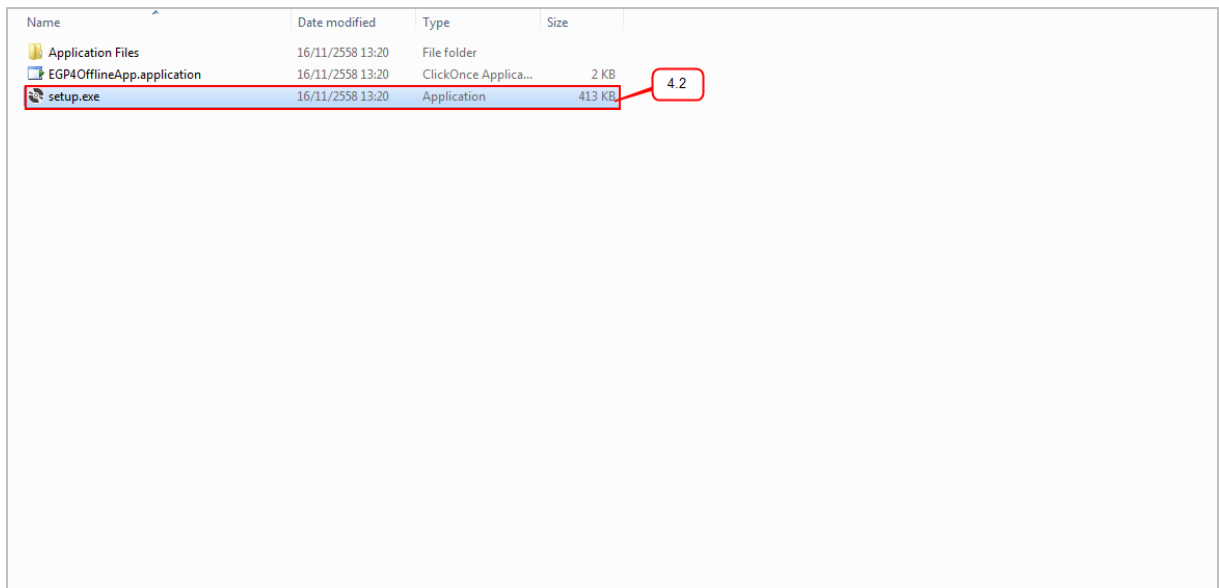 Name Date modified Type Size
Application Files 16/11/2558 13:20 File folder
EGP4OfflineApp.application 16/11/2558 13:20 ClickOnce Applica... 2 KB
setup.exe 16/11/2558 13:20 Application 413 KB
4.2